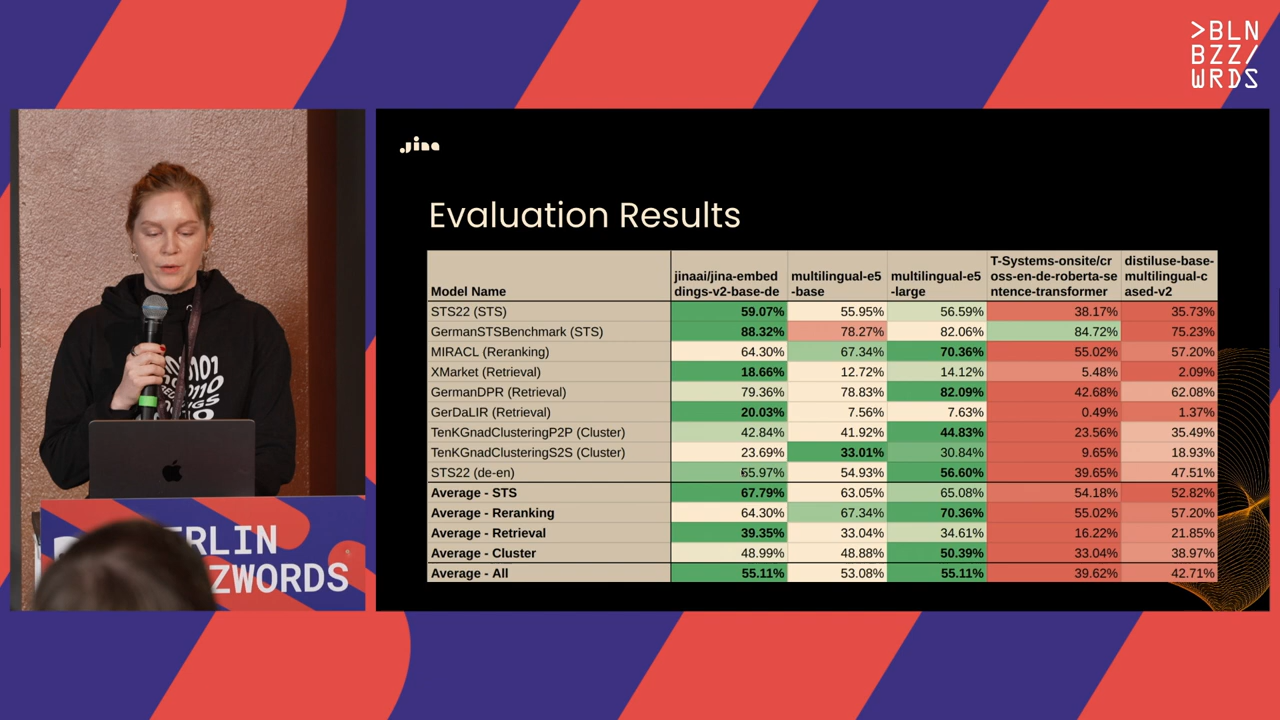 >BLN
BZZ/
WRDS
jina
Evaluation Results
Model Name	jinaai/jina-embeddings-v2-base-de	multilingual-e5-base	multilingual-e5-large	T-Systems-onsite/cross-en-de-roberta-sentence-transformer	distiluse-base-multilingual-cased-v2
STS22 (STS)	59.07%	55.95%	56.59%	38.17%	35.73%
GermanSTSBenchmark (STS)	88.32%	78.27%	82.06%	84.72%	75.23%
MIRACL (Reranking)	64.30%	67.34%	70.36%	55.02%	57.20%
XMarket (Retrieval)	18.66%	12.72%	14.12%	5.48%	2.09%
GermanDPR (Retrieval)	79.36%	78.83%	82.09%	42.68%	62.08%
GerDaLIR (Retrieval)	20.03%	7.56%	7.63%	0.49%	1.37%
TenKGnadClusteringP2P (Cluster)	42.84%	41.92%	44.83%	23.56%	35.49%
TenKGnadClusteringS2S (Cluster)	23.69%	33.01%	30.84%	9.65%	18.93%
STS22 (de-en)	55.97%	54.93%	56.60%	39.65%	47.51%
Average - STS	67.79%	63.05%	65.08%	54.18%	52.82%
Average - Reranking	64.30%	67.34%	70.36%	55.02%	57.20%
Average - Retrieval	39.35%	33.04%	34.61%	16.22%	21.85%
Average - Cluster	48.99%	48.88%	50.39%	33.04%	38.97%
Average - All	55.11%	53.08%	55.11%	39.62%	42.71%